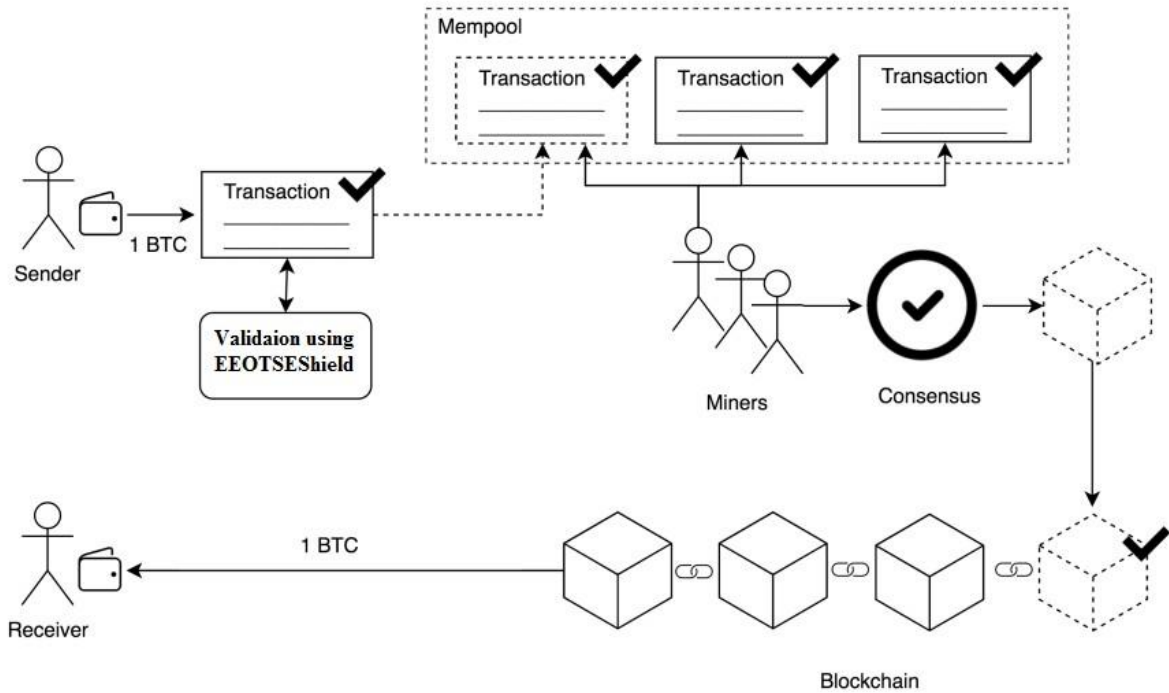 Mempool
Transaction
Transaction
Transaction
Transaction
1 BTC
Sender
Validaion using
EEOTSEShield
Miners
Consensus
1 BTC
Receiver
Blockchain